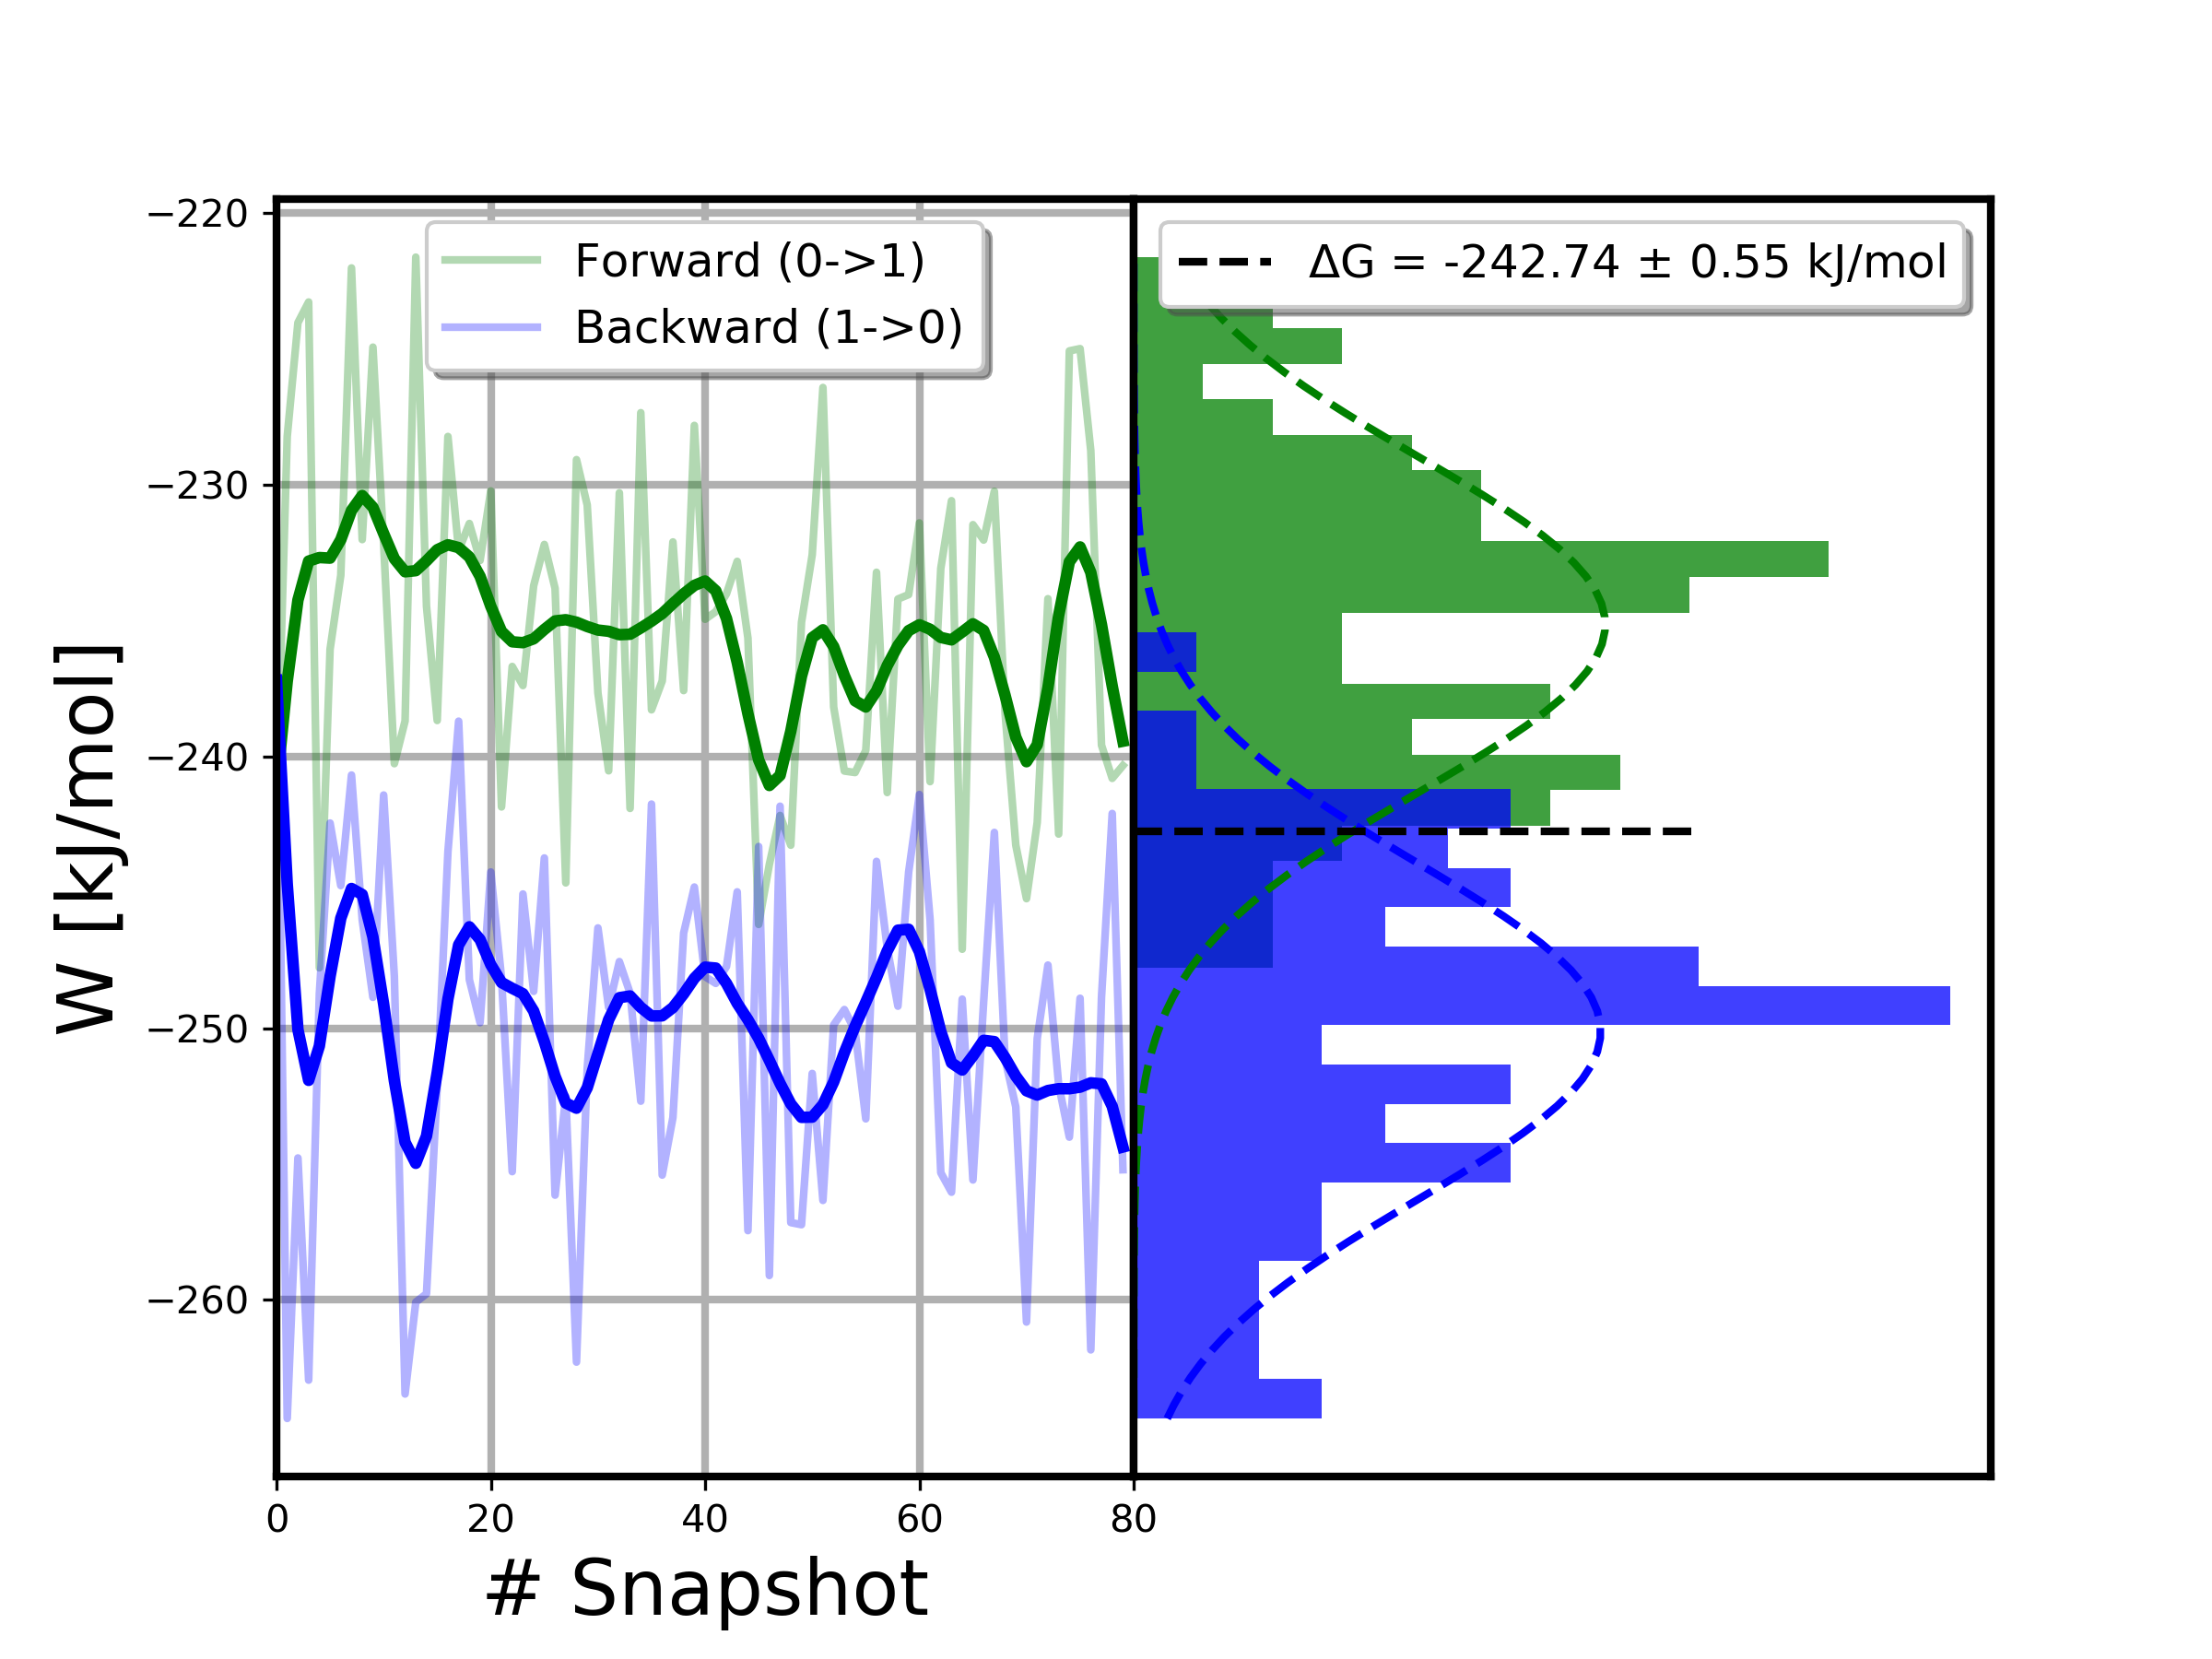 Forward (0->1)
Backward (1->0)
ΔG = -242.74 ± 0.55 kJ/mol
W [kJ/mol]
−220
−230
−240
−250
−260
0
20
40
60
80
# Snapshot